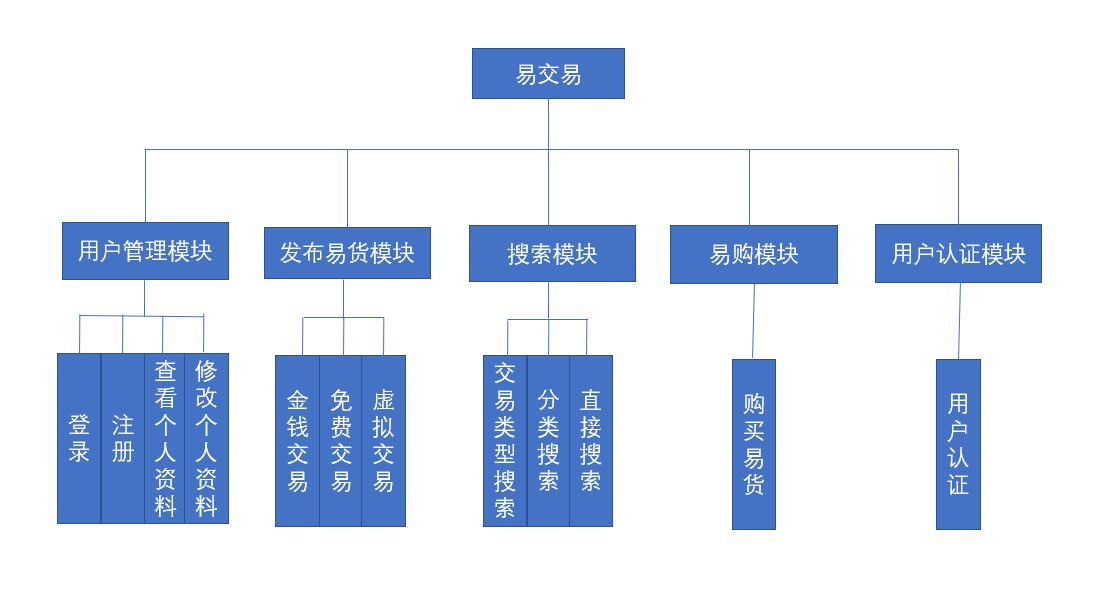 易交易
用户管理模块
发布易货模块
搜索模块
易购模块
用户认证模块
登录
注册
查看个人资料
修改个人资料
金钱交易
免费交易
虚拟交易
交易类型搜索
分类搜索
直接搜索
购买易货
用户认证